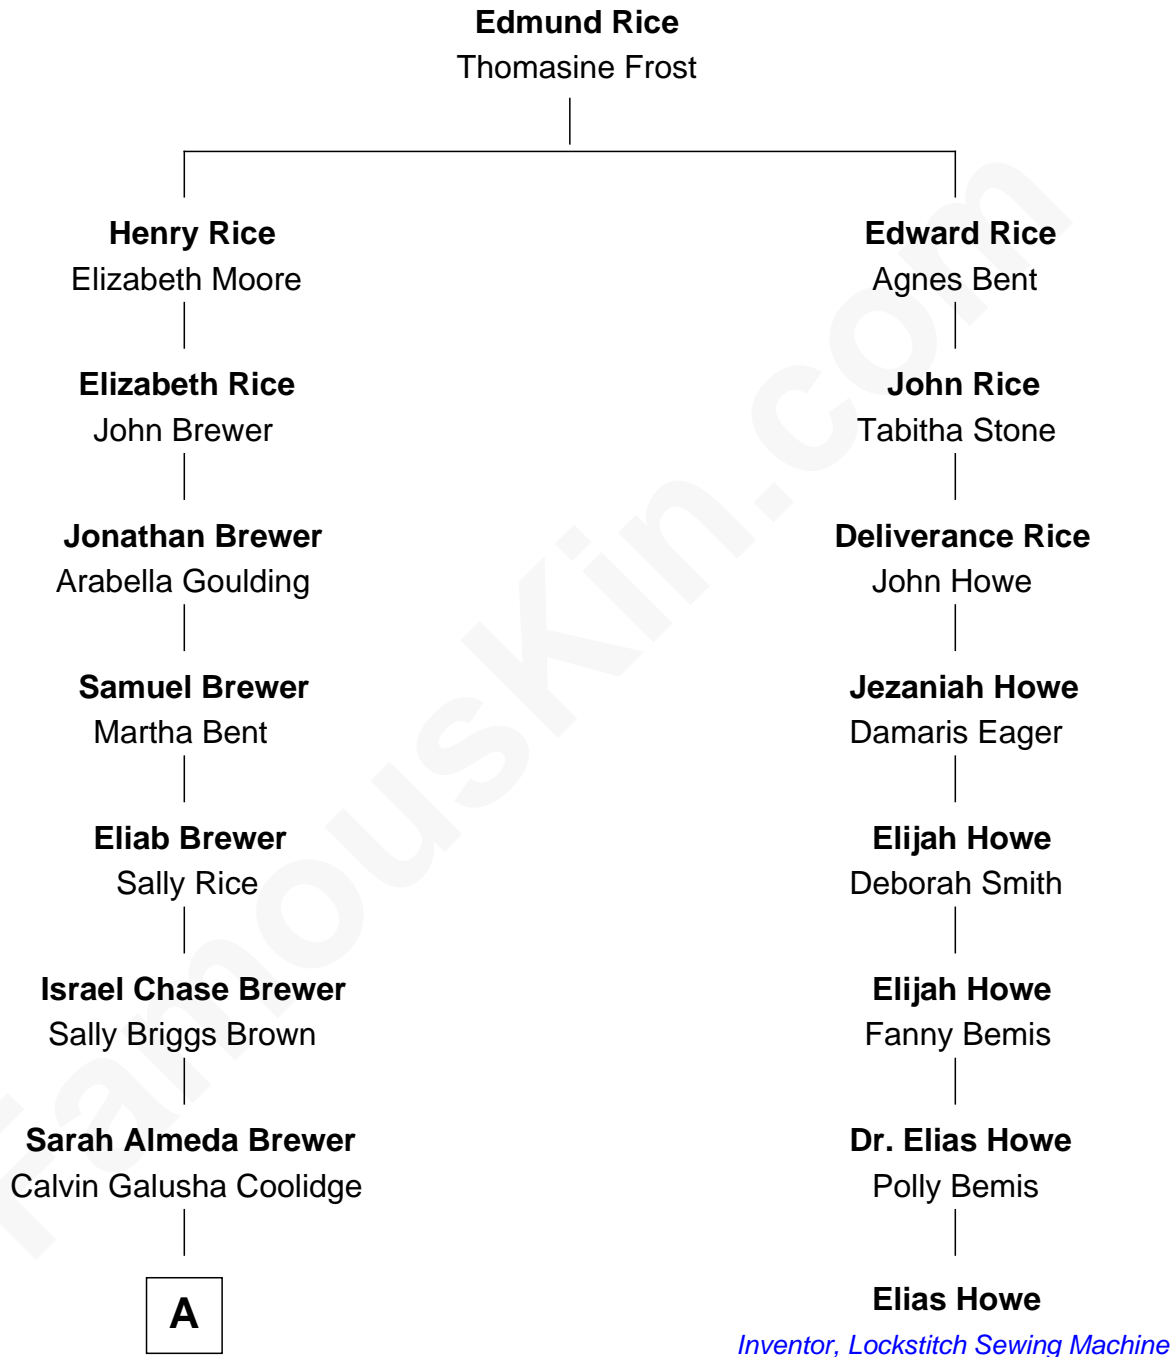 Edmund Rice
Thomasine Frost
Henry Rice
Elizabeth Moore
Elizabeth Rice
John Brewer
Jonathan Brewer
Arabella Goulding
Samuel Brewer
Martha Bent
Eliab Brewer
Sally Rice
Israel Chase Brewer
Sally Briggs Brown
Sarah Almeda Brewer
Calvin Galusha Coolidge
A
Edward Rice
Agnes Bent
John Rice
Tabitha Stone
Deliverance Rice
John Howe
Jezaniah Howe
Damaris Eager
Elijah Howe
Deborah Smith
Elijah Howe
Fanny Bemis
Dr. Elias Howe
Polly Bemis
Elias Howe
Inventor, Lockstitch Sewing Machine
FamousKin.com